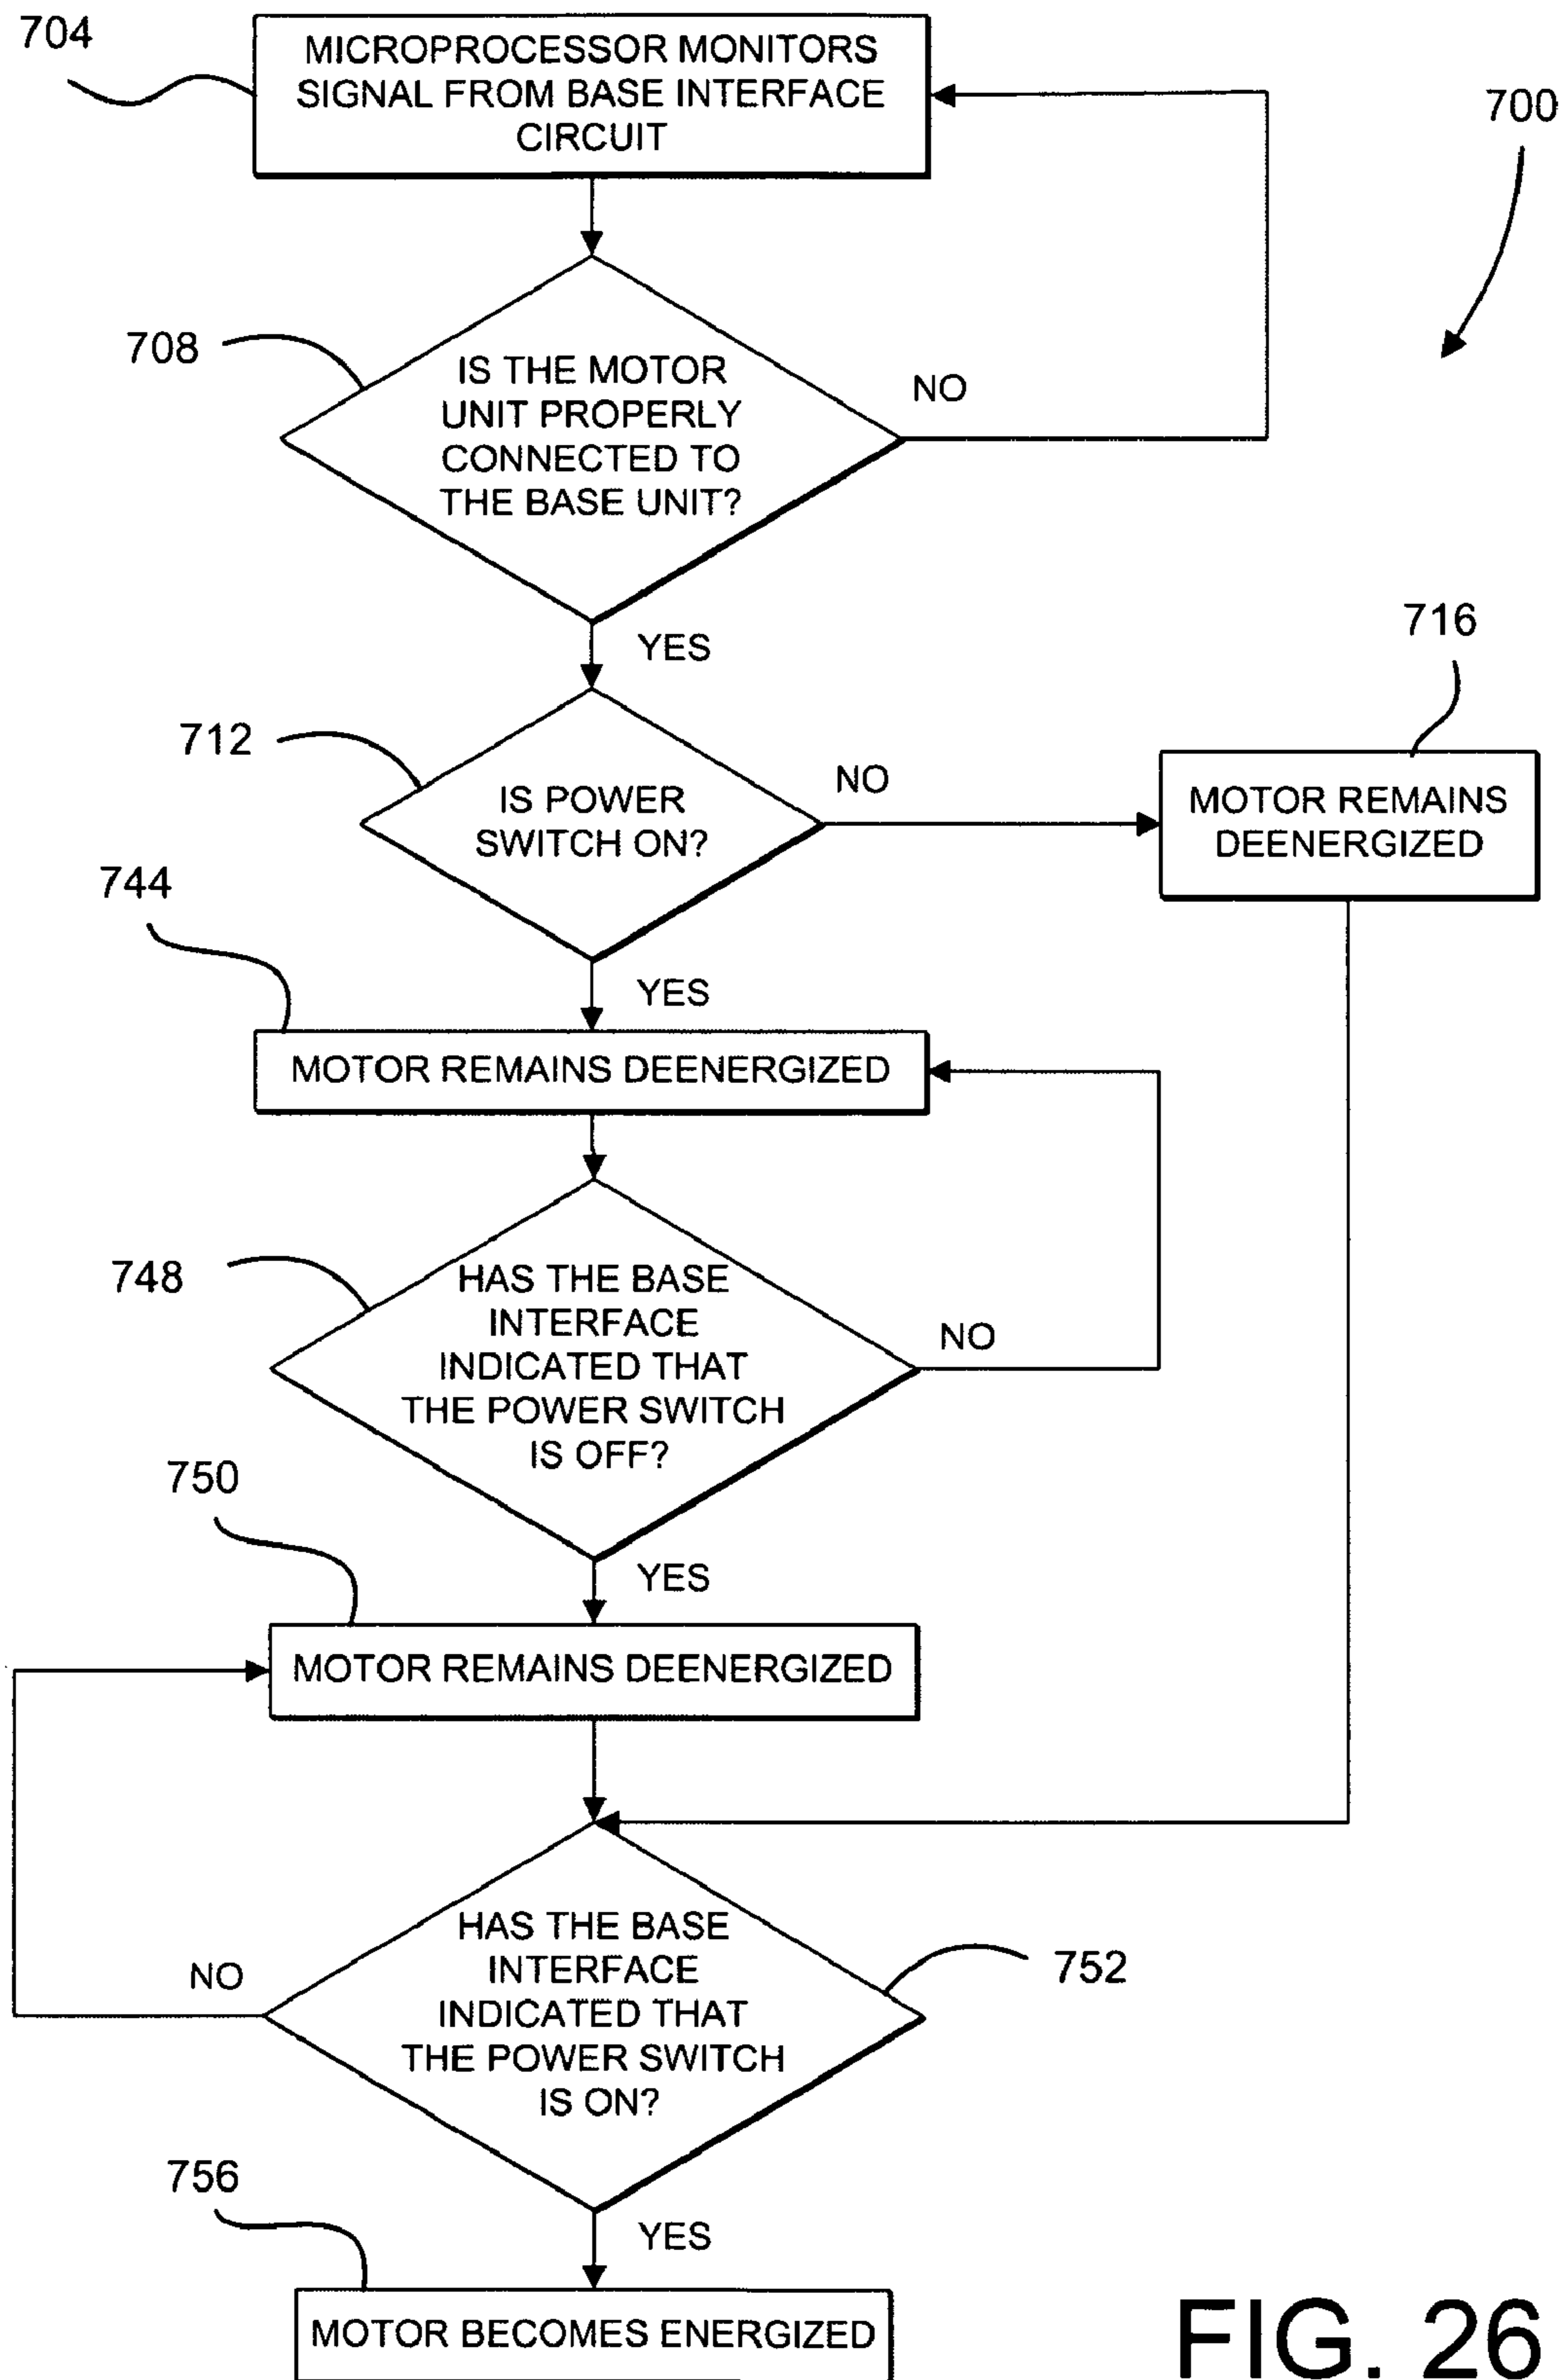 704
MICROPROCESSOR MONITORS
SIGNAL FROM BASE INTERFACE
CIRCUIT
700
708
IS THE MOTOR
UNIT PROPERLY
CONNECTED TO
THE BASE UNIT?
NO
YES
716
712
IS POWER
SWITCH ON?
NO
MOTOR REMAINS
DEENERGIZED
744
YES
MOTOR REMAINS DEENERGIZED
748
HAS THE BASE
INTERFACE
INDICATED THAT
THE POWER SWITCH
IS OFF?
NO
750
YES
MOTOR REMAINS DEENERGIZED
HAS THE BASE
INTERFACE
INDICATED THAT
THE POWER SWITCH
IS ON?
NO
752
756
YES
MOTOR BECOMES ENERGIZED
FIG. 26